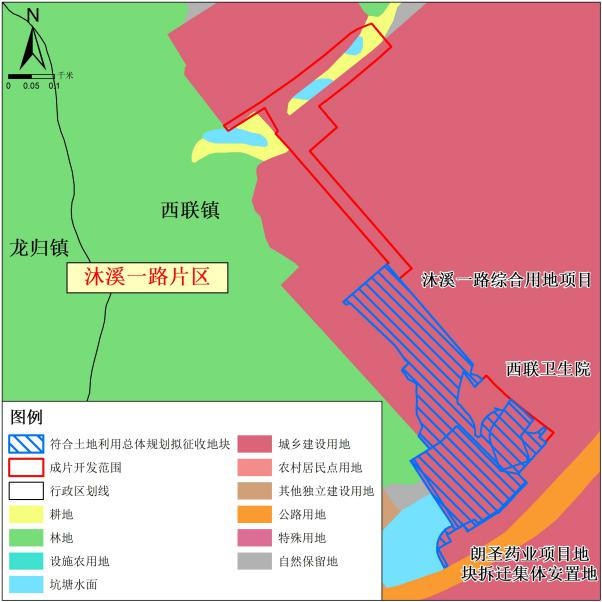 N
千米
0 0.05 0.1
西联镇
龙归镇
沐溪一路片区
沐溪一路综合用地项目
西联卫生院
朗圣药业项目地
块拆迁集体安置地
图例
符合土地利用总体规划拟征收地块
成片开发范围
行政区划线
耕地
林地
设施农用地
坑塘水面
城乡建设用地
农村居民点用地
其他独立建设用地
公路用地
特殊用地
自然保留地